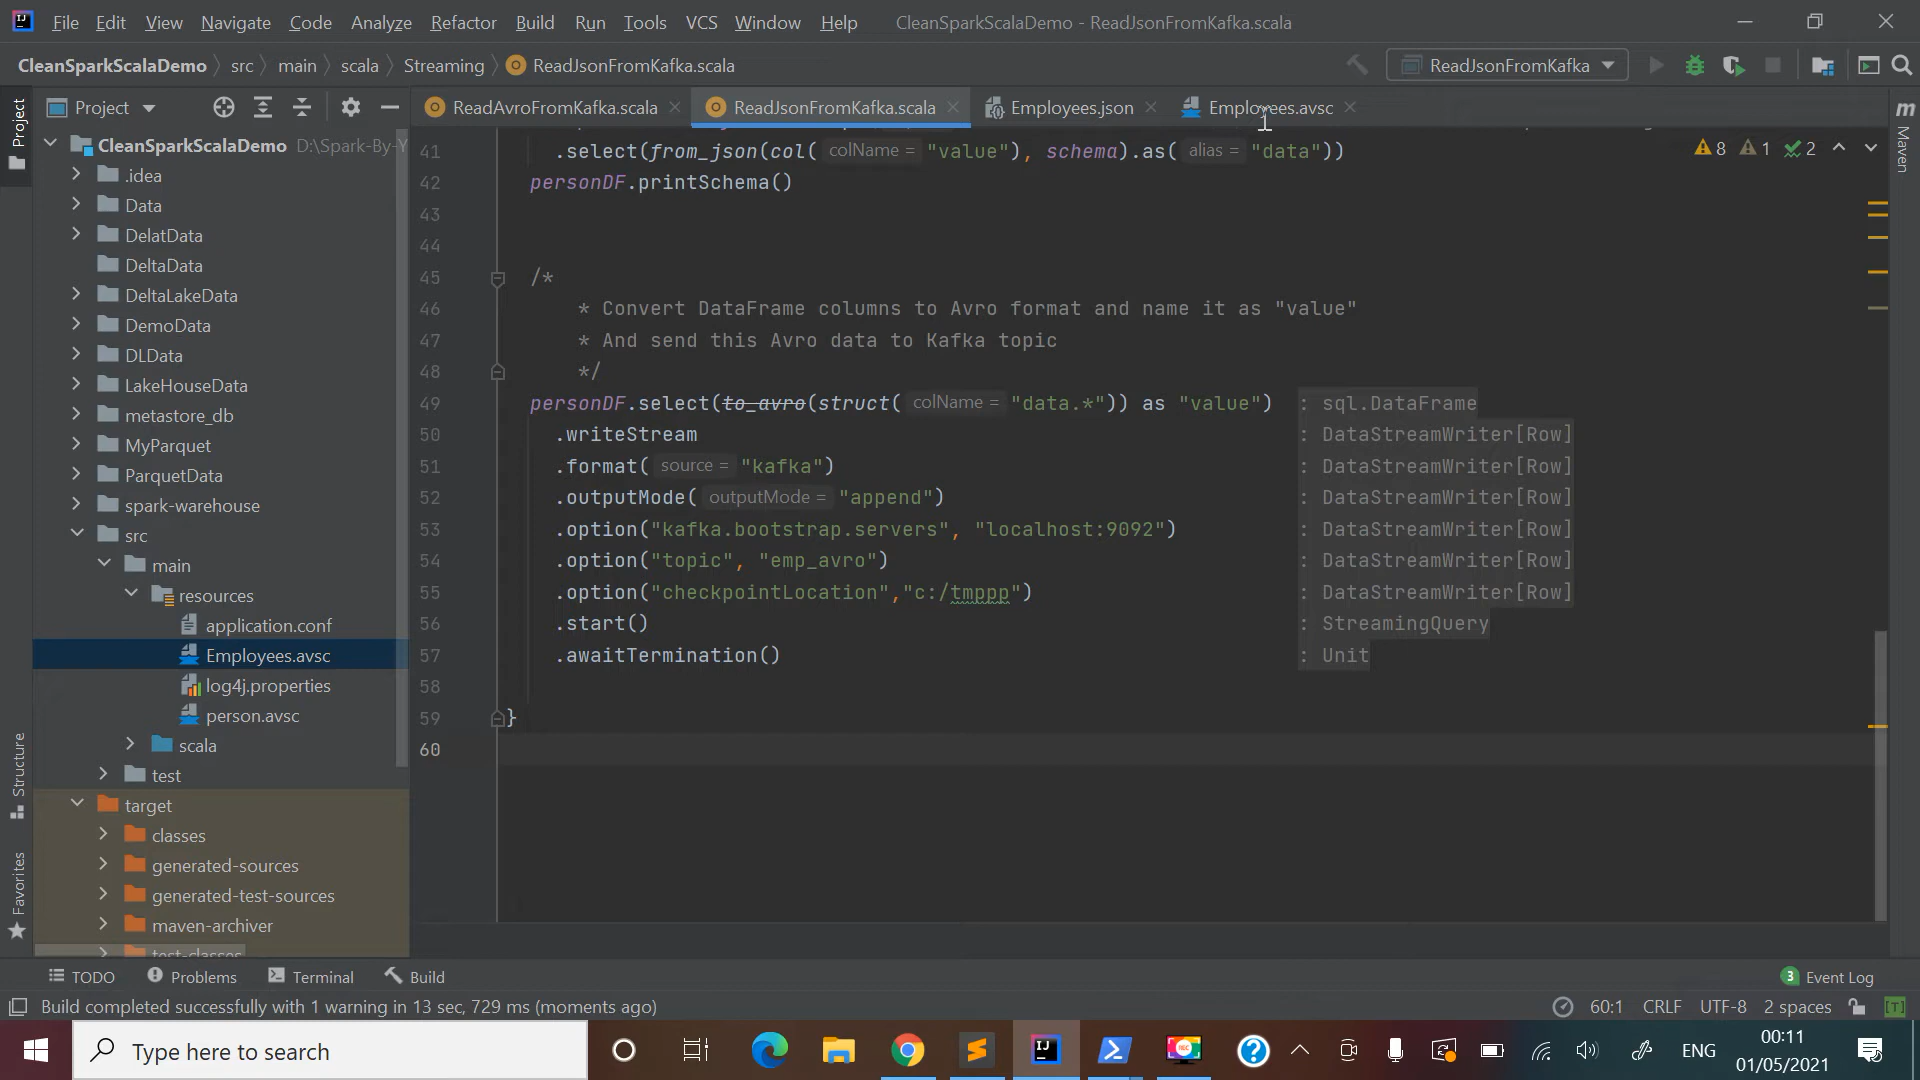 File Edit View Navigate Code Analyze Refactor Build Run Tools VCS Window Help CleanSparkScalaDemo - ReadJsonFromKafka.scala
CleanSparkScalaDemo src main scala Streaming ReadJsonFromKafka.scala ReadJsonFromKafka
Project ReadAvroFromKafka.scala ReadJsonFromKafka.scala Employees.json Employees.avsc
Project
Structure
Favorites
Maven
CleanSparkScalaDemo D:\Spark-By-Y
.idea
Data
DelatData
DeltaData
DeltaLakeData
DemoData
DLData
LakeHouseData
metastore_db
MyParquet
ParquetData
spark-warehouse
src
main
resources
application.conf
Employees.avsc
log4j.properties
person.avsc
scala
test
target
classes
generated-sources
generated-test-sources
maven-archiver
test-classes
8 1 2
41 .select(from_json(col( colName = "value"), schema).as( alias = "data"))
42 personDF.printSchema()
43
44
45 /*
46 * Convert DataFrame columns to Avro format and name it as "value"
47 * And send this Avro data to Kafka topic
48 */
49 personDF.select(to_avro(struct( colName = "data.*")) as "value") : sql.DataFrame
50 .writeStream : DataStreamWriter[Row]
51 .format( source = "kafka") : DataStreamWriter[Row]
52 .outputMode( outputMode = "append") : DataStreamWriter[Row]
53 .option("kafka.bootstrap.servers", "localhost:9092") : DataStreamWriter[Row]
54 .option("topic", "emp_avro") : DataStreamWriter[Row]
55 .option("checkpointLocation","c:/tmppp") : DataStreamWriter[Row]
56 .start() : StreamingQuery
57 .awaitTermination() : Unit
58
59 }
60
TODO Problems Terminal Build 3 Event Log
Build completed successfully with 1 warning in 13 sec, 729 ms (moments ago) 60:1 CRLF UTF-8 2 spaces
Type here to search ENG 00:11
01/05/2021